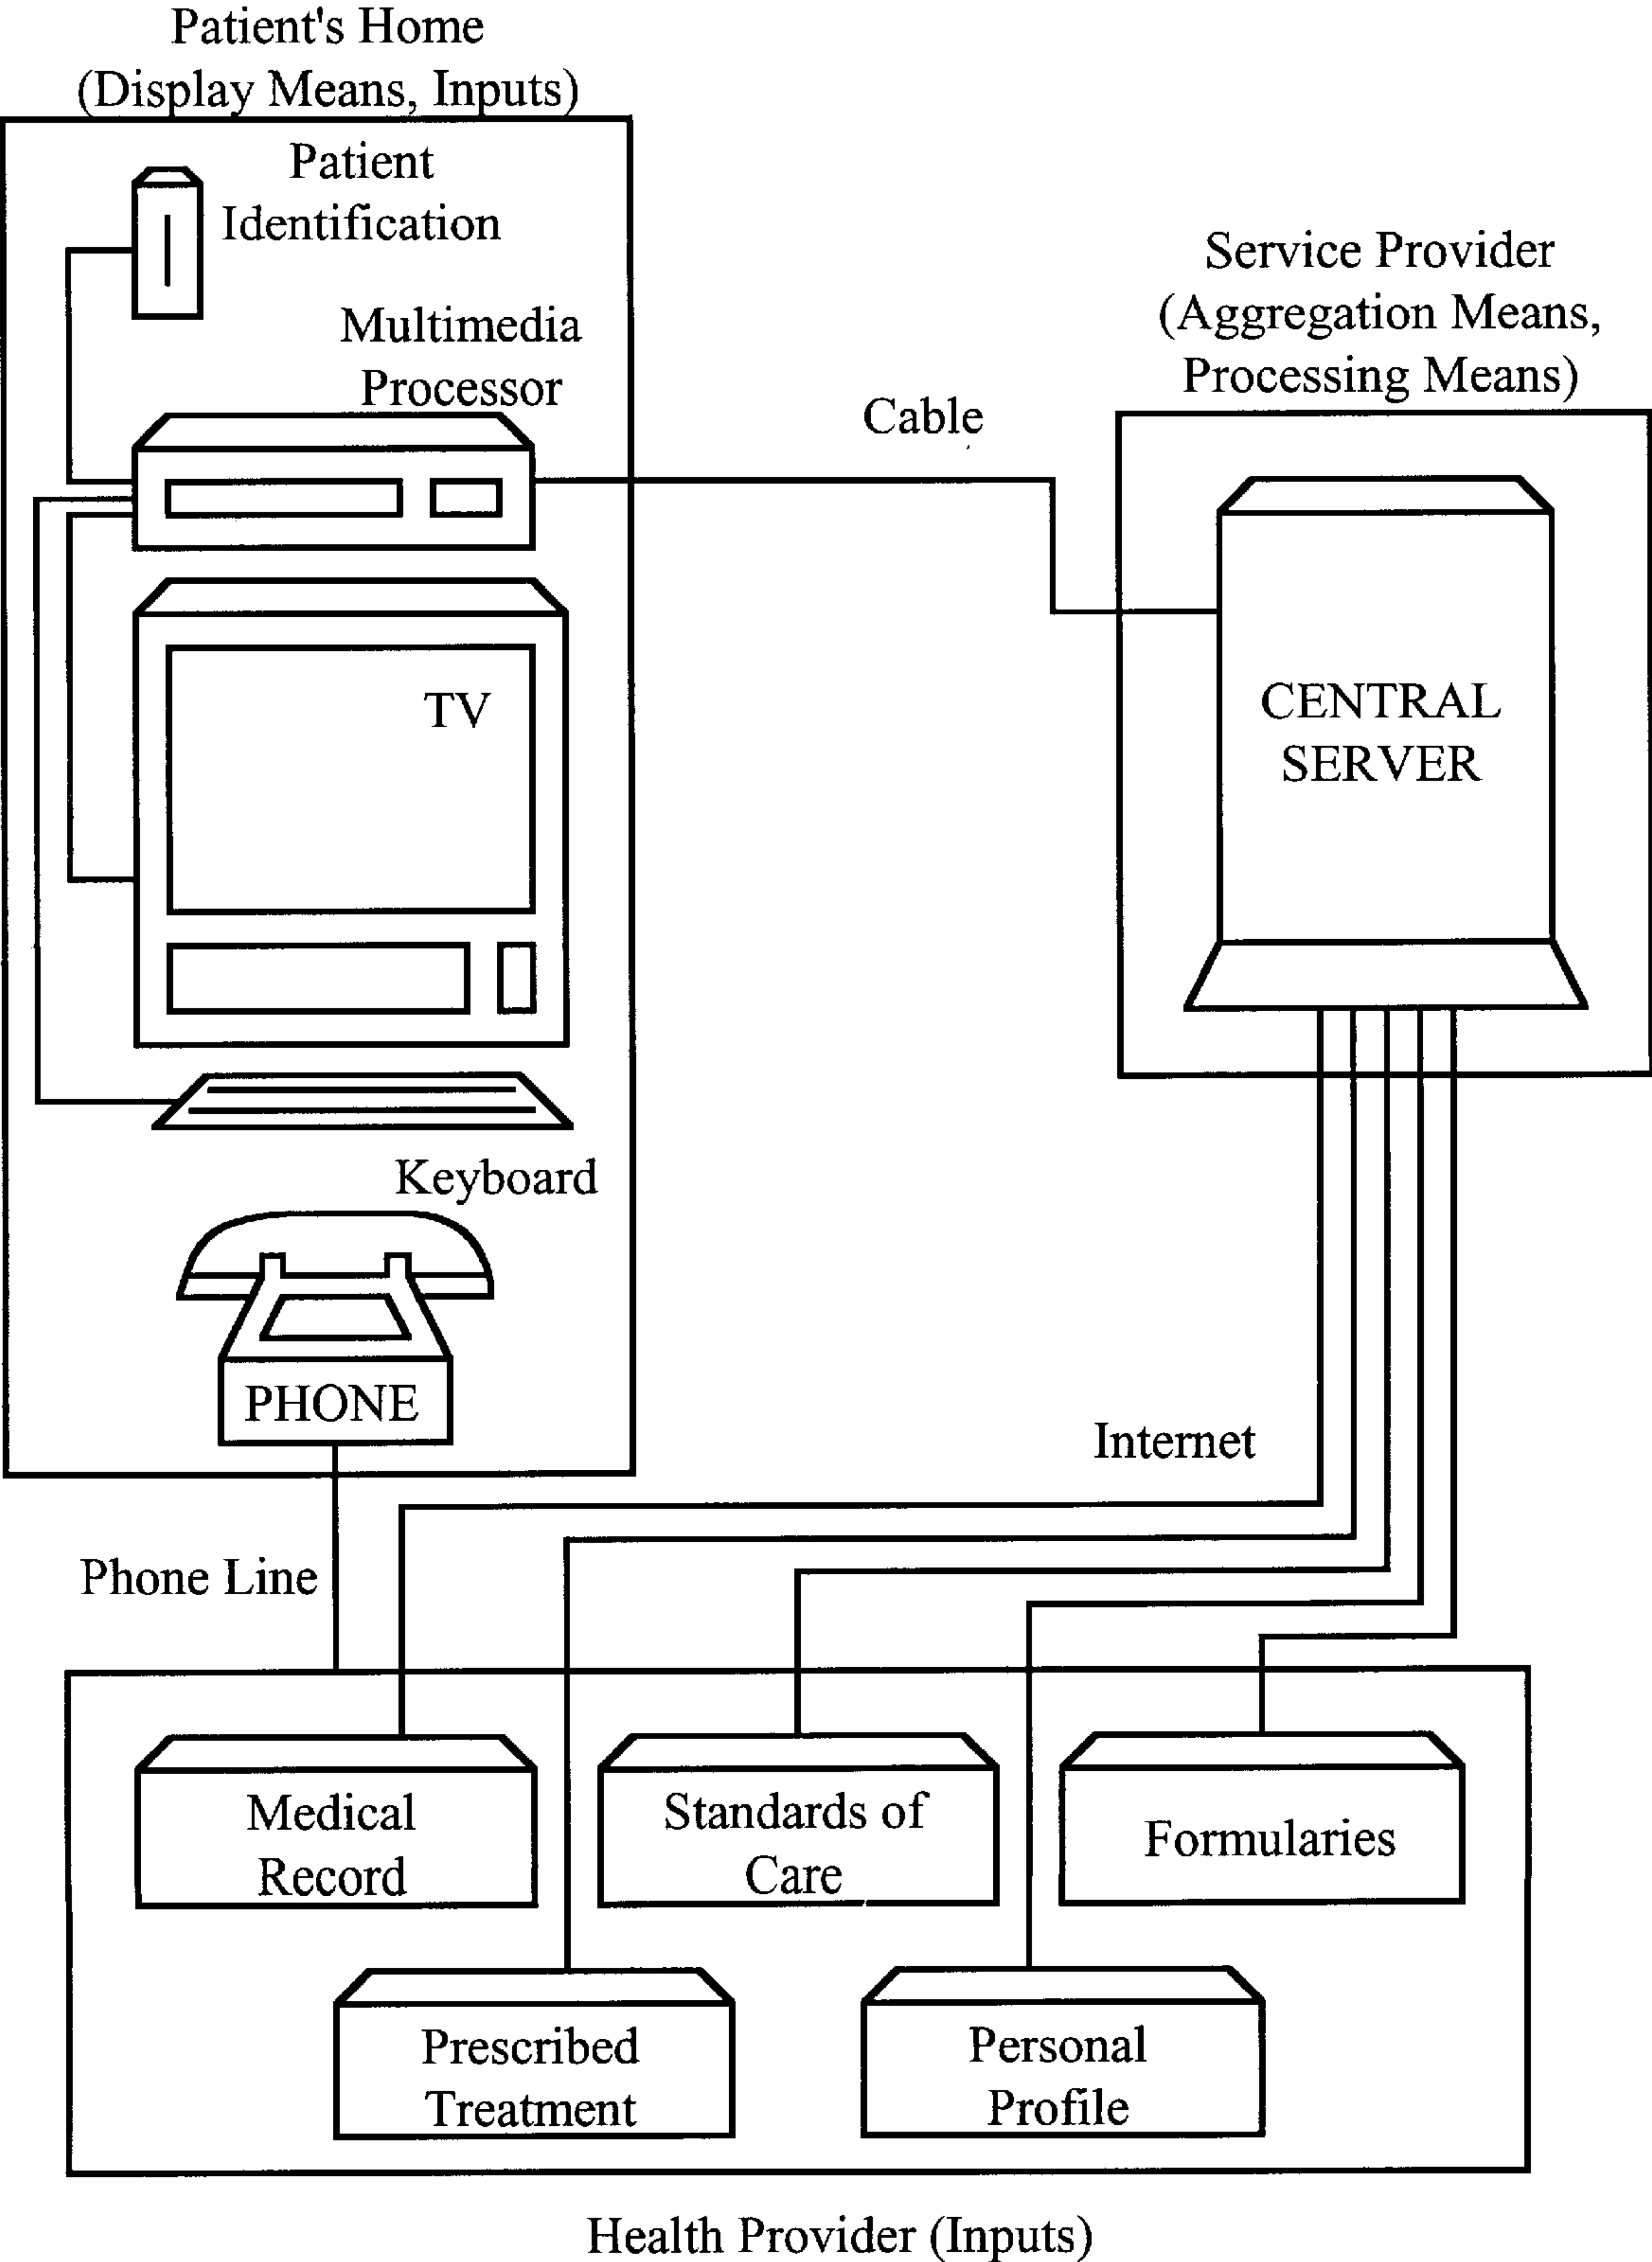 Patient's Home
(Display Means, Inputs)
Patient
Identification
Multimedia
Processor
TV
Keyboard
PHONE
Phone Line
Cable
Service Provider
(Aggregation Means,
Processing Means)
CENTRAL
SERVER
Internet
Medical
Record
Standards of
Care
Formularies
Prescribed
Treatment
Personal
Profile
Health Provider (Inputs)